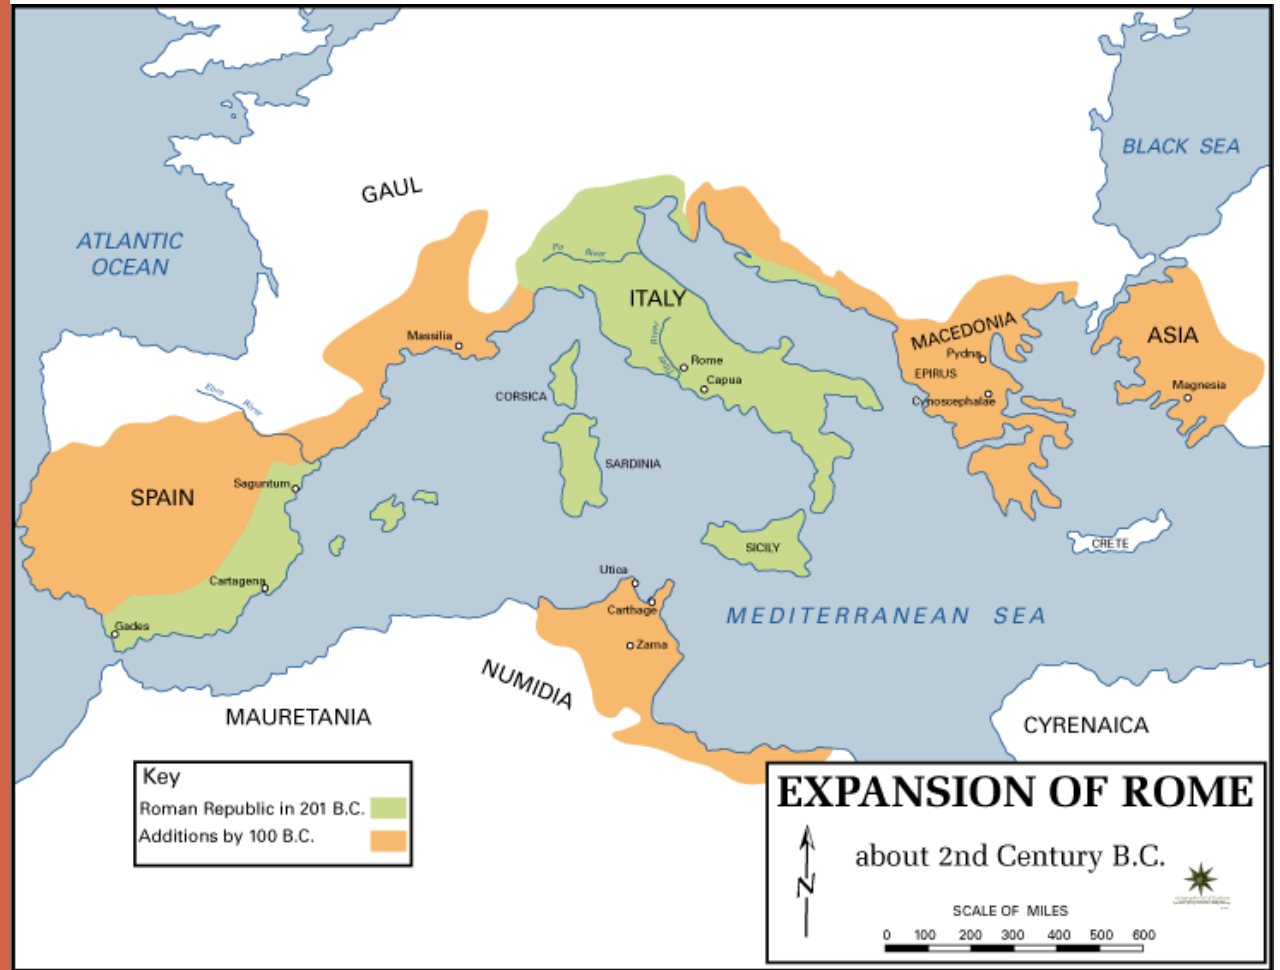 BLACK SEA
GAUL
ATLANTIC
OCEAN
Po River
ITALY
MACEDONIA
ASIA
Massilia
River
Rome
Pydna
EPIRUS
Capua
Magnesia
Ebro River
CORSICA
Cynoscephalae
SARDINIA
Saguntum
SPAIN
SICILY
CRETE
Utica
Cartagena
Carthage
MEDITERRANEAN SEA
Gades
Zama
NUMIDIA
MAURETANIA
CYRENAICA
Key
Roman Republic in 201 B.C.
Additions by 100 B.C.
EXPANSION OF ROME
about 2nd Century B.C.
N
SCALE OF MILES
0 100 200 300 400 500 600